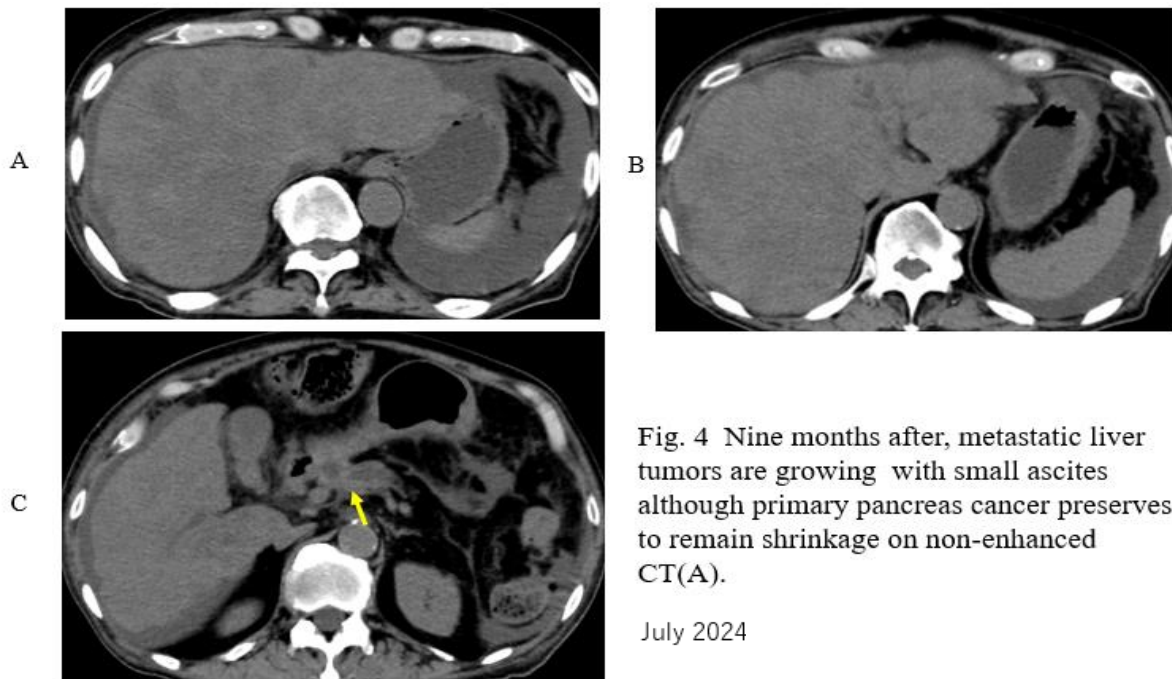 A
B
C
Fig. 4 Nine months after, metastatic liver
tumors are growing with small ascites
although primary pancreas cancer preserves
to remain shrinkage on non-enhanced
CT(A).
July 2024